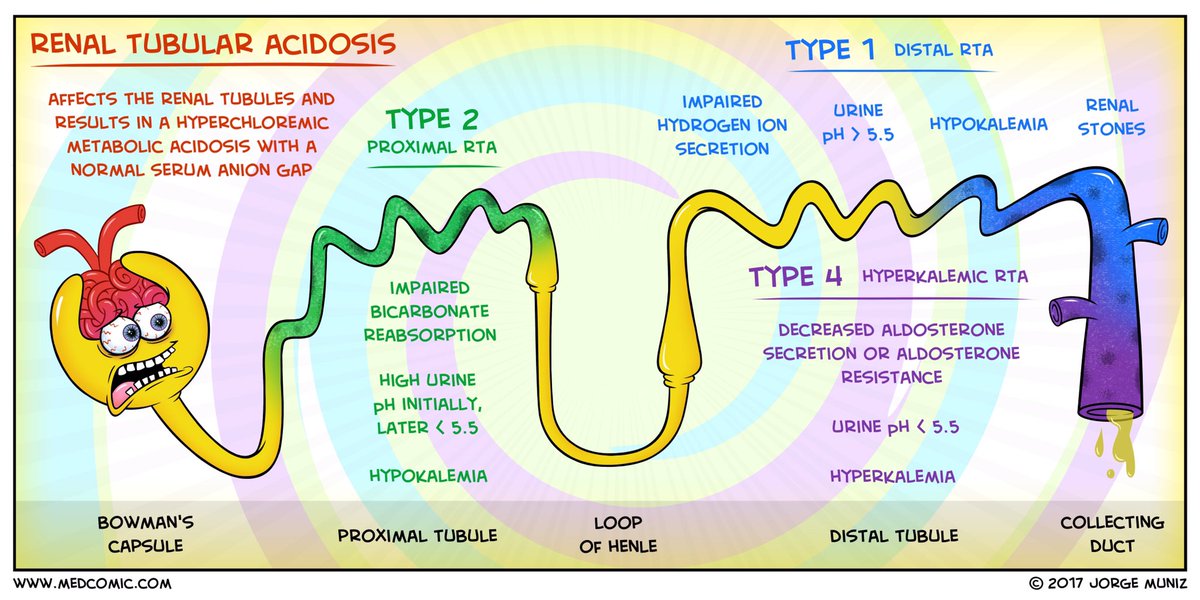 RENAL TUBULAR ACIDOSIS
AFFECTS THE RENAL TUBULES AND
RESULTS IN A HYPERCHLOREMIC
METABOLIC ACIDOSIS WITH A
NORMAL SERUM ANION GAP
TYPE 2
PROXIMAL RTA
IMPAIRED
BICARBONATE
REABSORPTION
HIGH URINE
pH INITIALLY,
LATER < 5.5
HYPOKALEMIA
TYPE 1 DISTAL RTA
IMPAIRED
HYDROGEN ION
SECRETION
URINE
pH > 5.5
HYPOKALEMIA
RENAL
STONES
TYPE 4 HYPERKALEMIC RTA
DECREASED ALDOSTERONE
SECRETION OR ALDOSTERONE
RESISTANCE
URINE pH < 5.5
HYPERKALEMIA
BOWMAN'S
CAPSULE
PROXIMAL TUBULE
LOOP
OF HENLE
DISTAL TUBULE
COLLECTING
DUCT
WWW.MEDCOMIC.COM
© 2017 JORGE MUNIZ